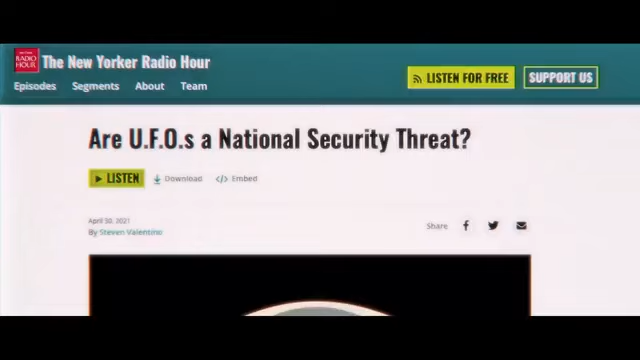 RADIO HOUR
The New Yorker Radio Hour
LISTEN FOR FREE
SUPPORT US
Episodes Segments About Team
Are U.F.O.s a National Security Threat?
LISTEN
Download
</> Embed
April 30, 2021
Share
By Steven Valentino